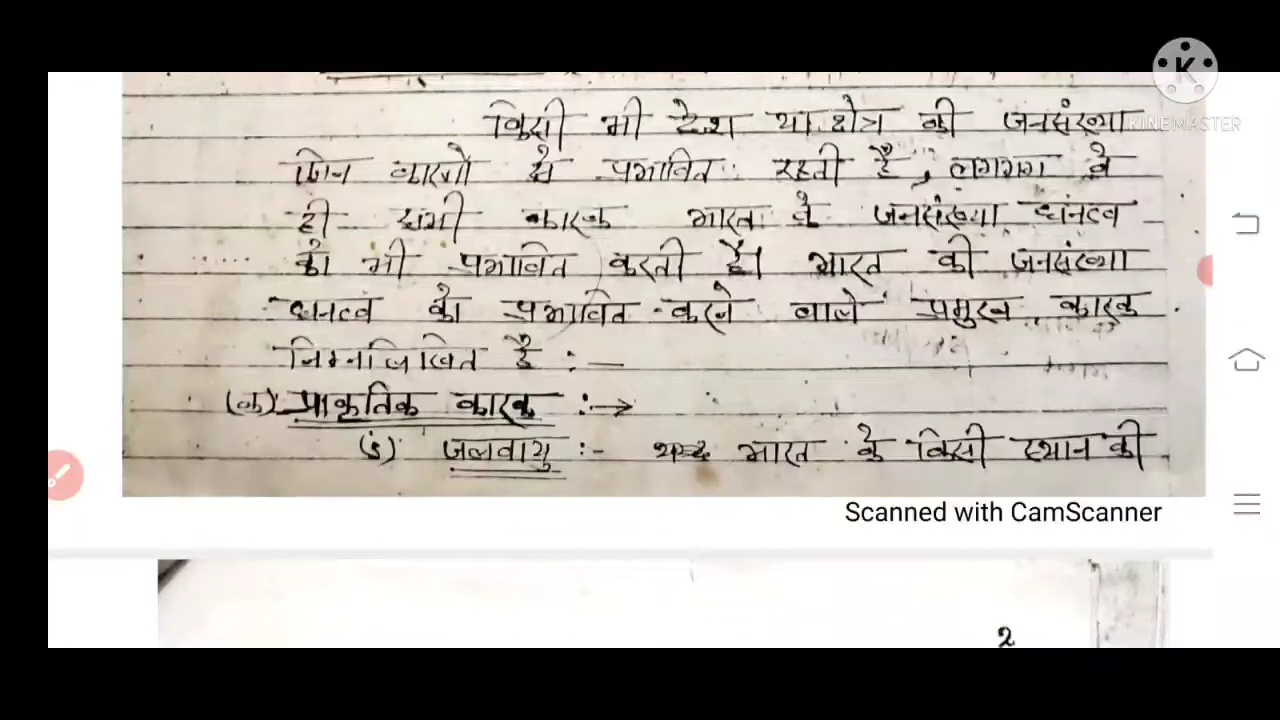 KINEMASTER
किसी भी देश या क्षेत्र की जनसंख्या
जिन कारणों से प्रभावित रहती है, लगभग वे
ही सभी कारक भारत के जनसंख्या घनत्व
को भी प्रभावित करती है। भारत की जनसंख्या
घनत्व को प्रभावित करने वाले प्रमुख कारक
निम्नलिखित है :—
(क) प्राकृतिक कारक :→
जलवायु :- भारत के किसी स्थान की
Scanned with CamScanner
2